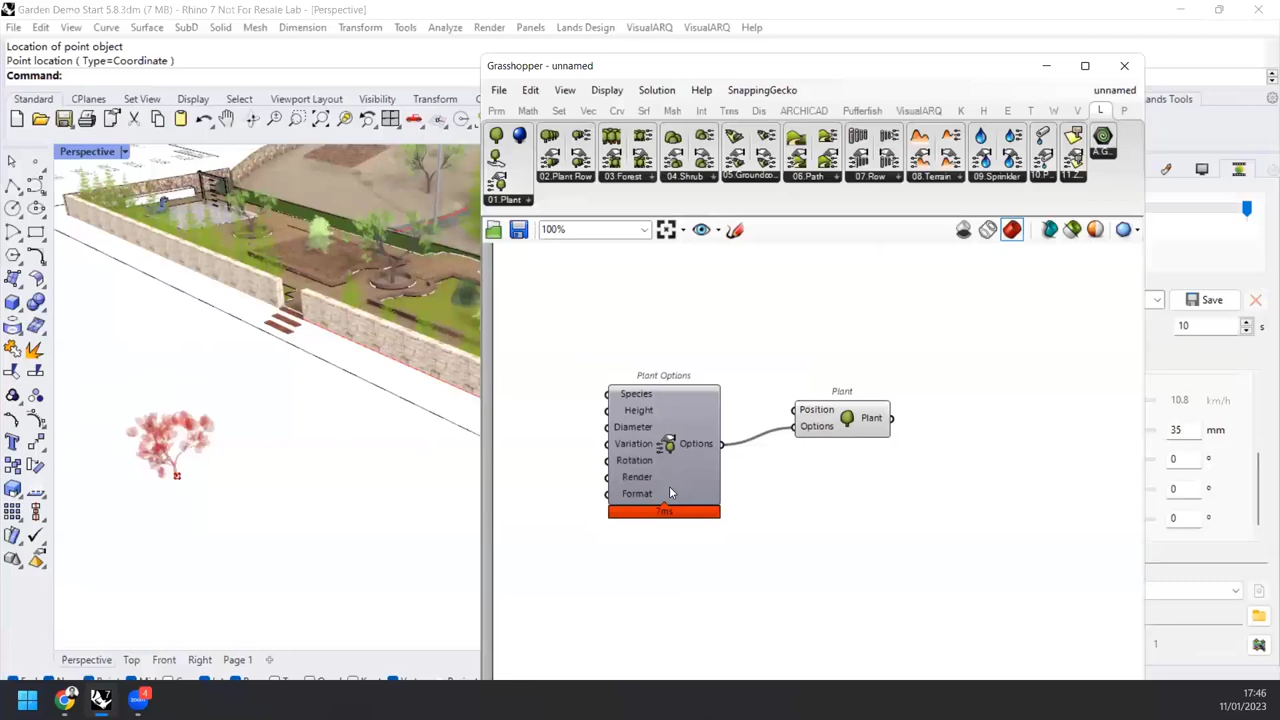 Garden Demo Start 5.8.3dm (7 MB) - Rhino 7 Not For Resale Lab - [Perspective]
File Edit View Curve Surface SubD Solid Mesh Dimension Transform Tools Analyze Render Panels Lands Design VisualARQ VisualARQ Help
Location of point object
Point location ( Type=Coordinate )
Command:
Standard CPlanes Set View Display Select Viewport Layout Visibility Transform
Perspective
Grasshopper - unnamed
File Edit View Display Solution Help SnappingGecko unnamed
Prm Math Set Vec Crv Srf Msh Int Trns Dis ARCHICAD Pufferfish VisualARQ K H E T W V L P
01.Plant 02.Plant Row 03.Forest 04.Shrub 06.Path 07.Row 08.Terrain 09.Sprinkler
100%
Plant Options
Species
Height
Diameter
Variation
Rotation
Render
Format
Options
7ms
Plant
Position
Options
Plant
ands Tools
Save
10 s
10.8 km/h
35 mm
0 °
0 °
0 °
1
Perspective Top Front Right Page 1
zoom
4
17:46
11/01/2023